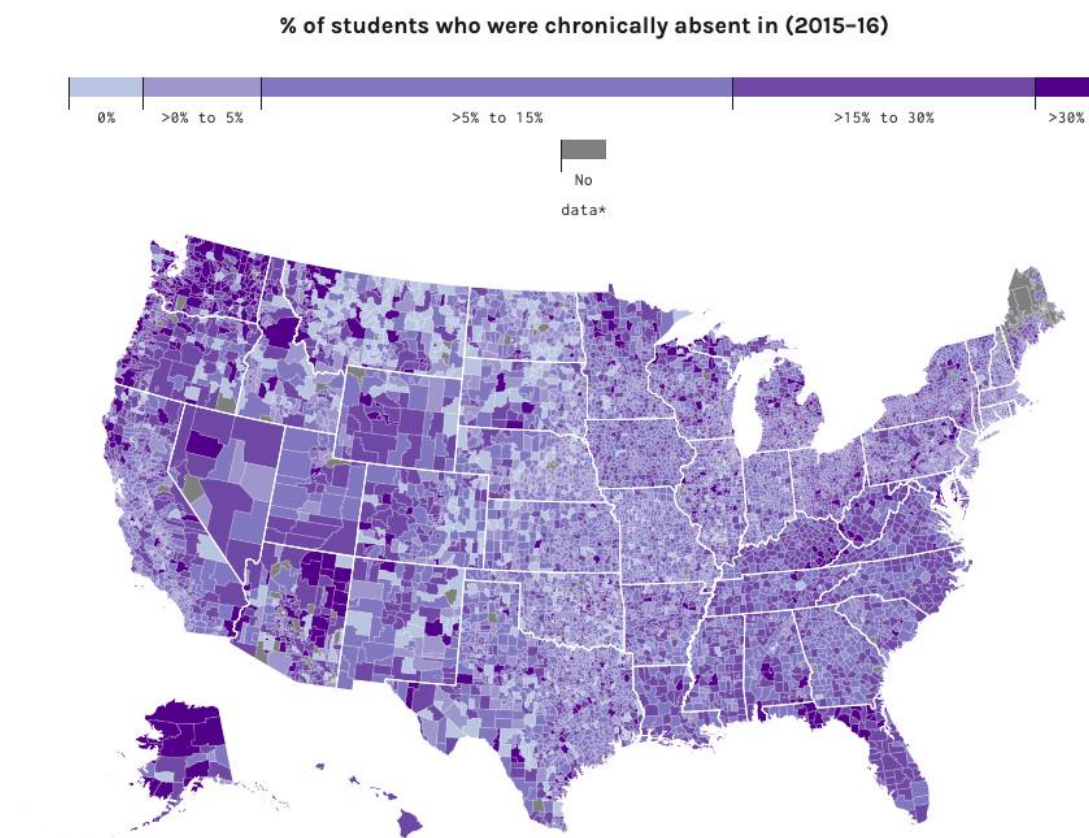 % of students who were chronically absent in (2015–16)
0% >0% to 5% >5% to 15% >15% to 30% >30%
No
data*